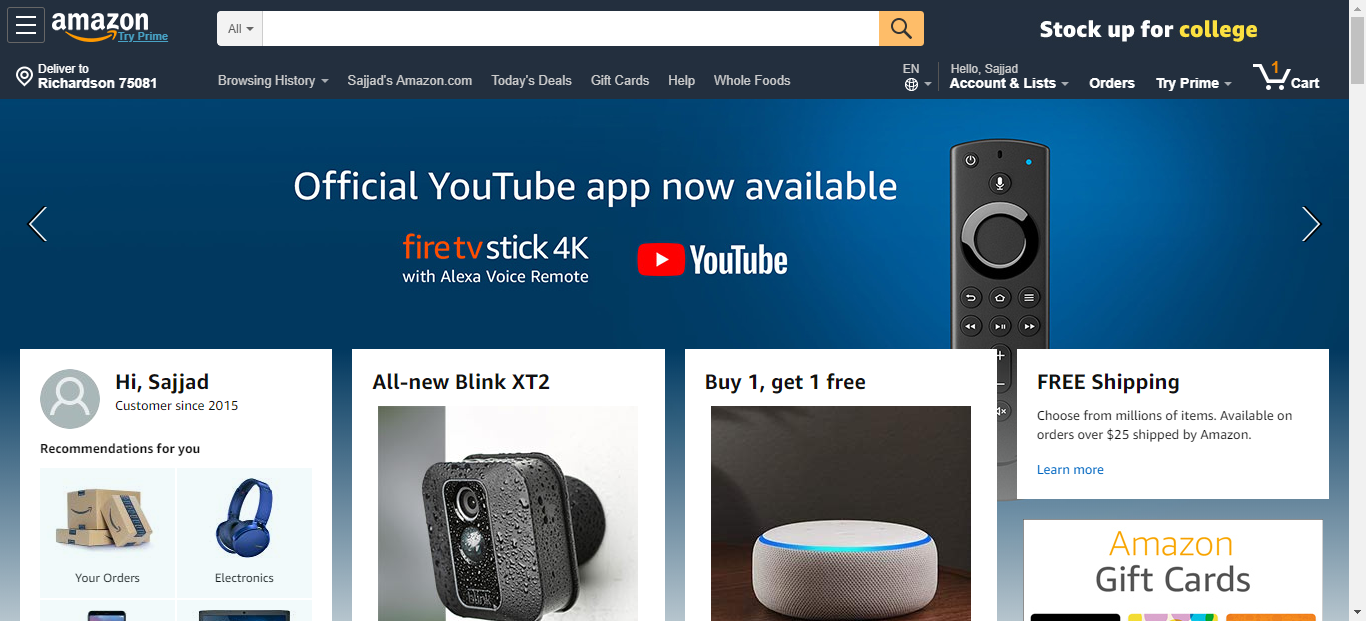 amazon
Try Prime
All
Stock up for college
Deliver to
Richardson 75081
Browsing History
Sajjad's Amazon.com
Today's Deals
Gift Cards
Help
Whole Foods
EN
Hello, Sajjad
Account & Lists
Orders
Try Prime
1
Cart
Official YouTube app now available
firetvstick 4K
with Alexa Voice Remote
YouTube
Hi, Sajjad
Customer since 2015
Recommendations for you
Your Orders
Electronics
All-new Blink XT2
blink
Buy 1, get 1 free
FREE Shipping
Choose from millions of items. Available on
orders over $25 shipped by Amazon.
Learn more
Amazon
Gift Cards